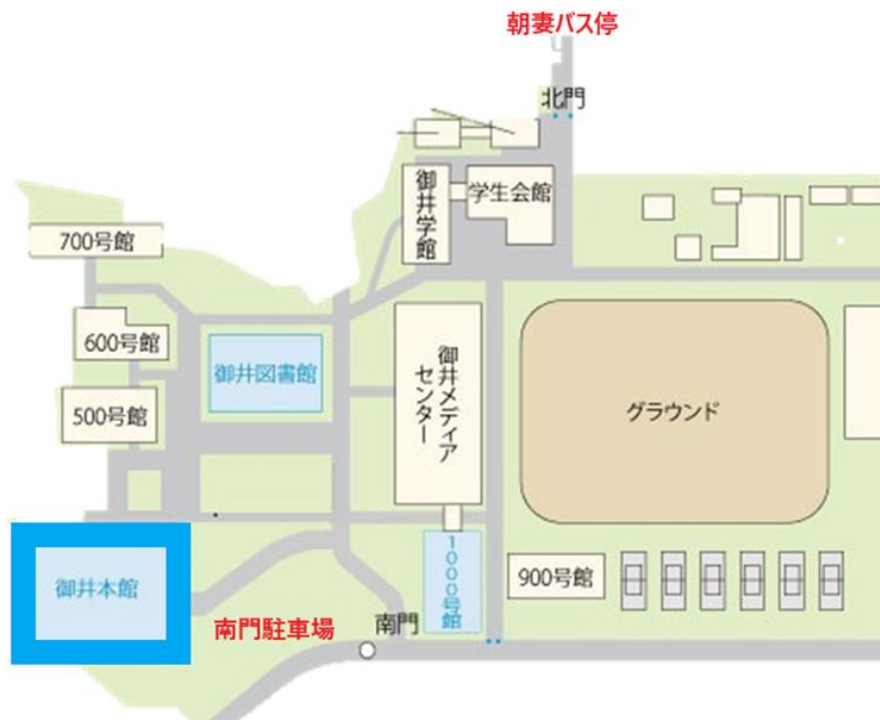 朝妻バス停
北門
御井学館
学生会館
700号館
600号館
御井図書館
御井メディア
センター
500号館
グラウンド
1000号館
900号館
御井本館
南門駐車場
南門